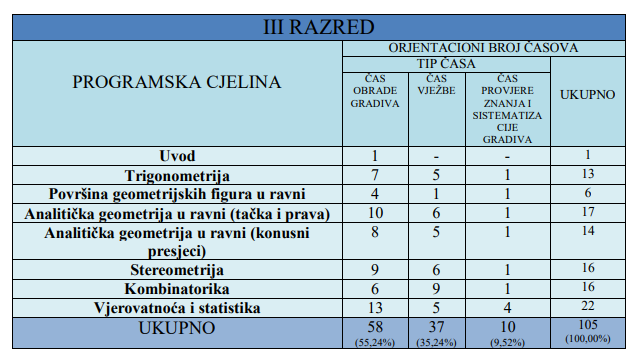 III RAZRED
PROGRAMSKA CJELINA
ORJENTACIONI BROJ ČASOVA
TIP ČASA
UKUPNO
ČAS
OBRADE
GRADIVA
ČAS
VJEŽBE
ČAS
PROVJERE
ZNANJA I
SISTEMATIZA
CIJE
GRADIVA
Uvod 1 - - 1
Trigonometrija 7 5 1 13
Površina geometrijskih figura u ravni 4 1 1 6
Analitička geometrija u ravni (tačka i prava) 10 6 1 17
Analitička geometrija u ravni (konusni 8 5 1 14
presjeci)
Stereometrija 9 6 1 16
Kombinatorika 6 9 1 16
Vjerovatnoća i statistika 13 5 4 22
UKUPNO 58 37 10 105
(55,24%) (35,24%) (9,52%) (100,00%)